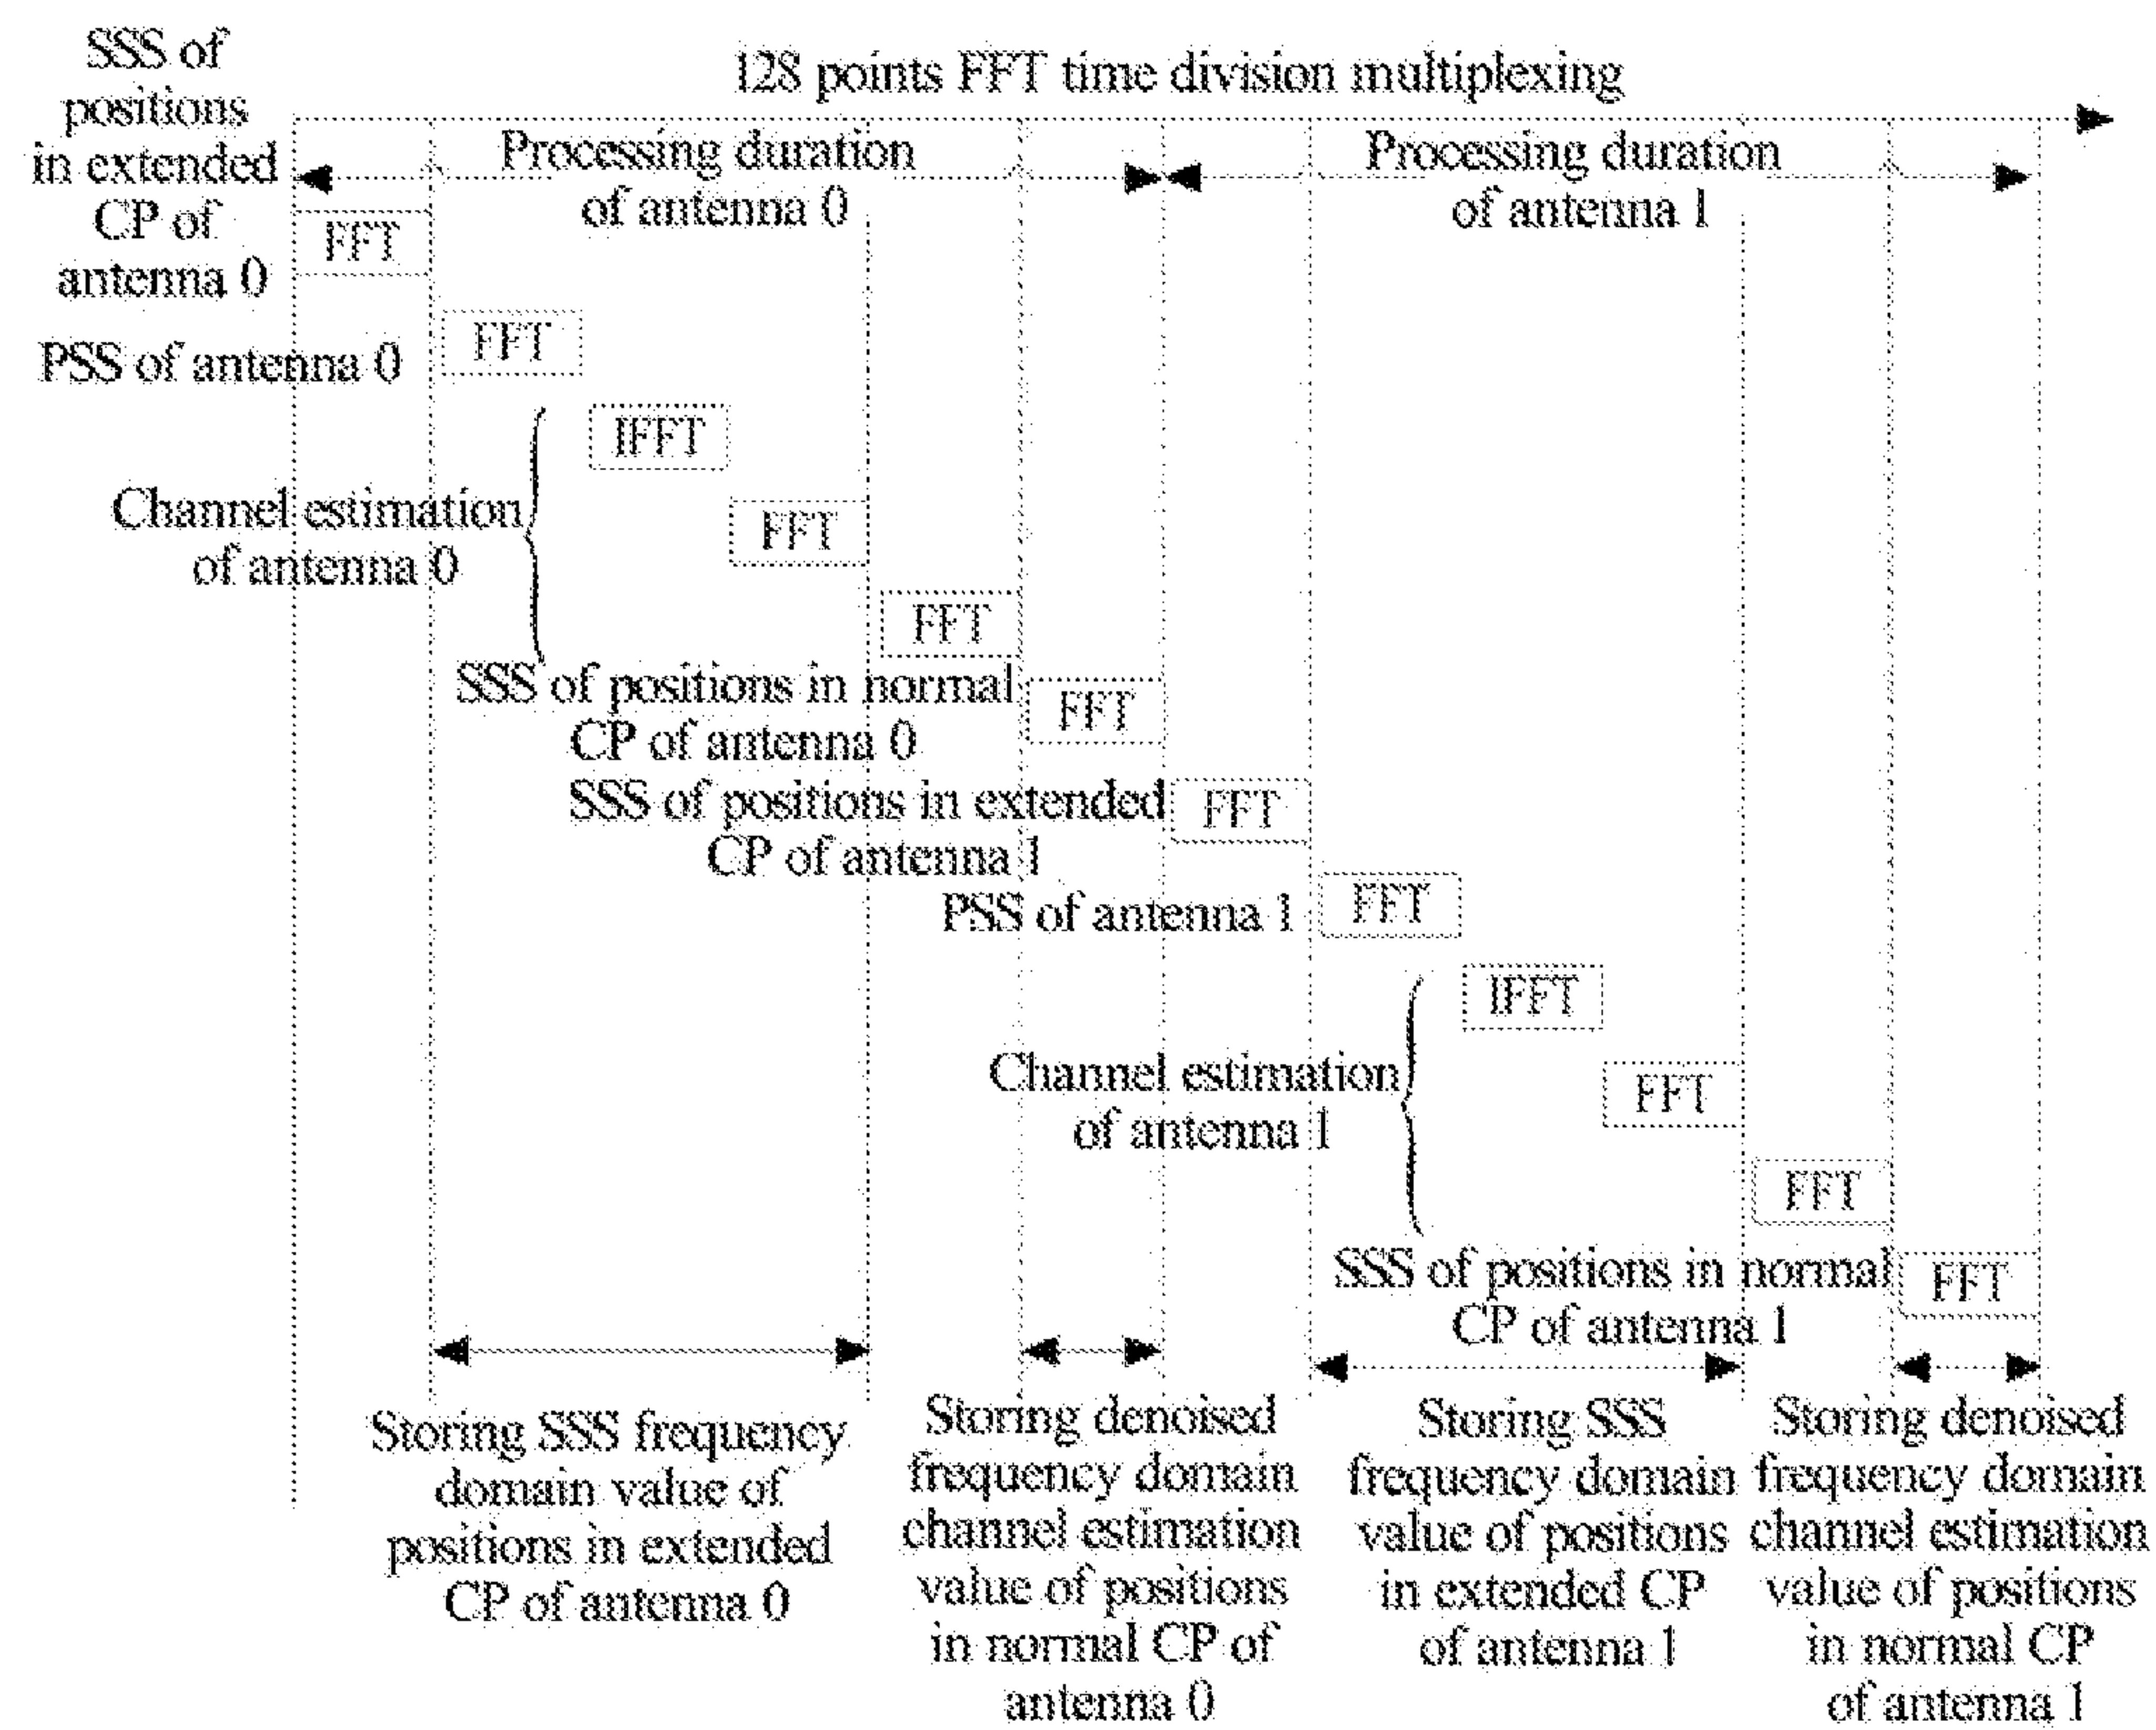 128 points FFT time division multiplexing
SSS of
positions
in extended
CP of
antenna 0
Processing duration
of antenna 0
Processing duration
of antenna 1
FFT
PSS of antenna 0
FFT
IFFT
Channel estimation
of antenna 0
FFT
FFT
SSS of positions in normal
CP of antenna 0
FFT
SSS of positions in extended
CP of antenna 1
FFT
PSS of antenna 1
FFT
IFFT
Channel estimation
of antenna 1
FFT
FFT
SSS of positions in normal
CP of antenna 1
FFT
Storing SSS frequency
domain value of
positions in extended
CP of antenna 0
Storing denoised
frequency domain
channel estimation
value of positions
in normal CP of
antenna 0
Storing SSS
frequency domain
value of positions
in extended CP
of antenna 1
Storing denoised
frequency domain
channel estimation
value of positions
in normal CP
of antenna 1